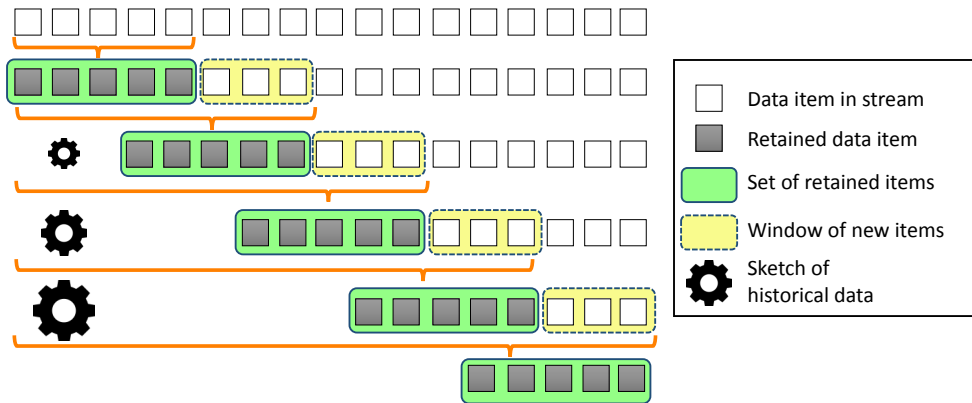 Data item in stream
Retained data item
Set of retained items
Window of new items
Sketch of
historical data